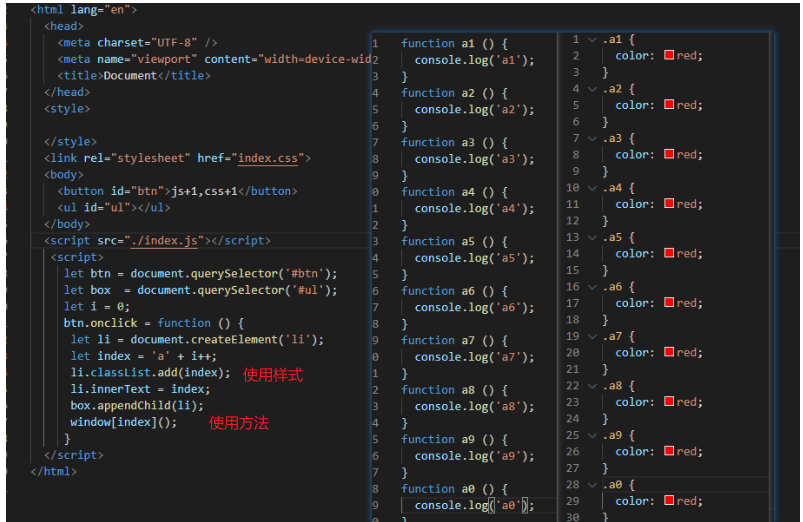 <html lang="en">
<head>
<meta charset="UTF-8" />
<meta name="viewport" content="width=device-wid
<title>Document</title>
</head>
<style>
</style>
<link rel="stylesheet" href="index.css">
<body>
<button id="btn">js+1,css+1</button>
<ul id="ul"></ul>
</body>
<script src="./index.js"></script>
<script>
let btn = document.querySelector('#btn');
let box = document.querySelector('#ul');
let i = 0;
btn.onclick = function () {
let li = document.createElement('li');
let index = 'a' + i++;
li.classList.add(index); 使用样式
li.innerText = index;
box.appendChild(li);
window[index](); 使用方法
}
</script>
</html>
1 function a1 () {
2 console.log('a1');
3 }
4 function a2 () {
5 console.log('a2');
6 }
7 function a3 () {
8 console.log('a3');
9 }
0 function a4 () {
1 console.log('a4');
2 }
3 function a5 () {
4 console.log('a5');
5 }
6 function a6 () {
7 console.log('a6');
8 }
9 function a7 () {
0 console.log('a7');
1 }
2 function a8 () {
3 console.log('a8');
4 }
5 function a9 () {
6 console.log('a9');
7 }
8 function a0 () {
9 console.log('a0');
1 .a1 {
2 color: red;
3 }
4 .a2 {
5 color: red;
6 }
7 .a3 {
8 color: red;
9 }
10 .a4 {
11 color: red;
12 }
13 .a5 {
14 color: red;
15 }
16 .a6 {
17 color: red;
18 }
19 .a7 {
20 color: red;
21 }
22 .a8 {
23 color: red;
24 }
25 .a9 {
26 color: red;
27 }
28 .a0 {
29 color: red;
30 }